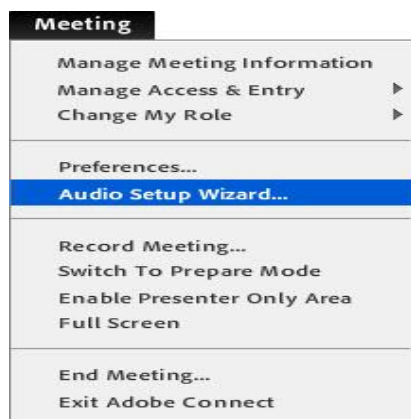 Meeting
Manage Meeting Information
Manage Access & Entry
Change My Role
Preferences...
Audio Setup Wizard...
Record Meeting...
Switch To Prepare Mode
Enable Presenter Only Area
Full Screen
End Meeting...
Exit Adobe Connect